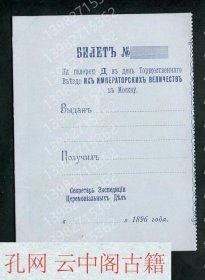 БИЛЕТЪ №
На галерею Д въ день Торжественнаго
Въѣзда ИХЪ ИМПЕРАТОРСКИХЪ ВЕЛИЧЕСТВЪ
въ Москву.
Выданъ
Получилъ
Секретарь Экспедиціи
Церемоніальныхъ Дѣлъ
« » 1896 года.
孔网 云中阁古籍